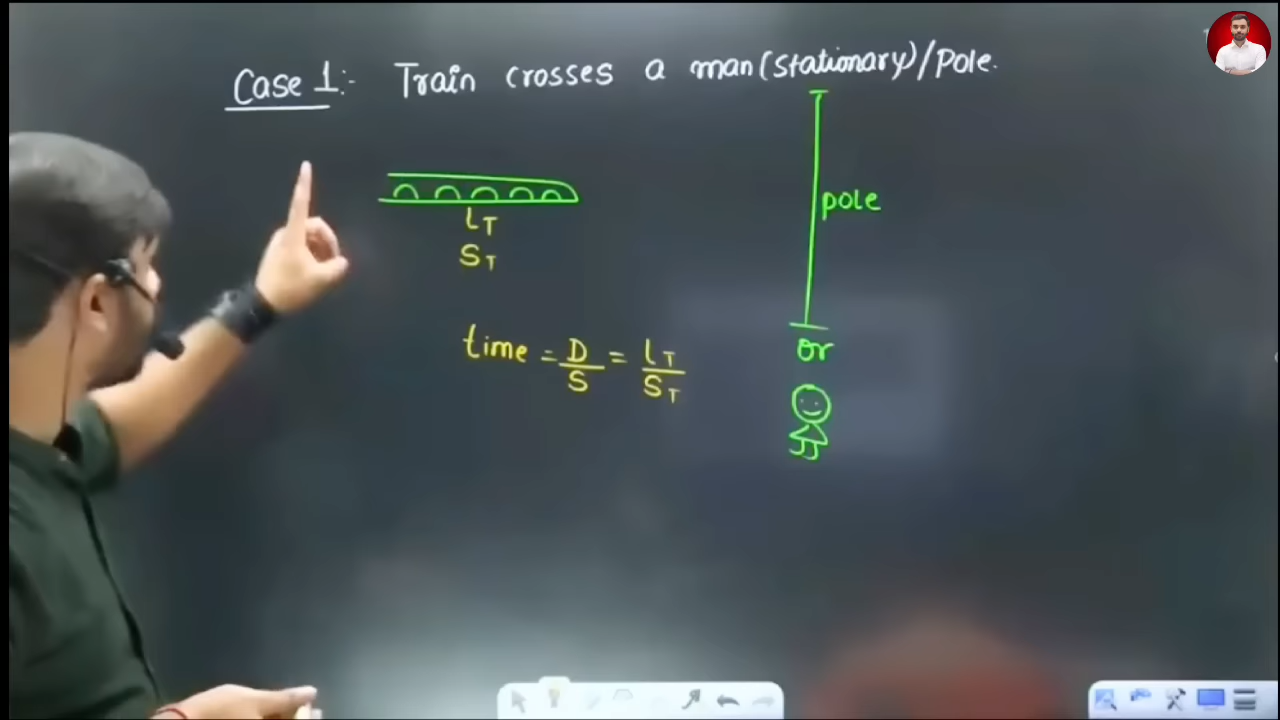 Case 1:- Train crosses a man(stationary)/Pole.
pole
lT
ST
time = D/S = lT/ST
or